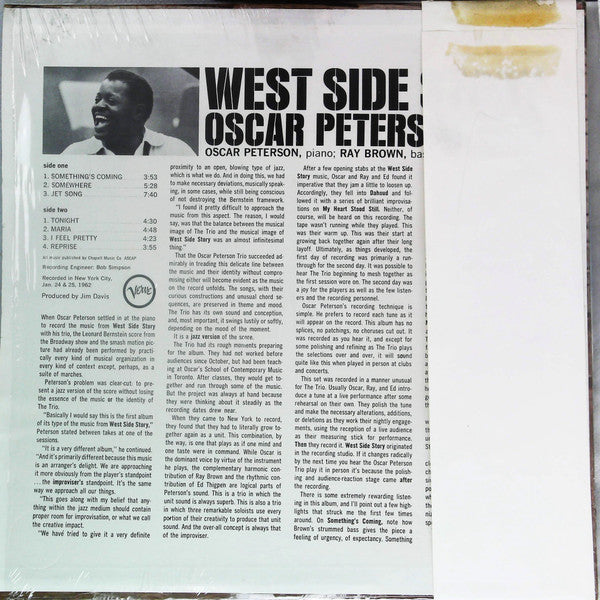 WEST SIDE
OSCAR PETERS
OSCAR PETERSON, piano; RAY BROWN, ba
side one
1. SOMETHING'S COMING 3:53
2. SOMEWHERE 5:28
3. JET SONG 7:40
side two
1. TONIGHT 4:30
2. MARIA 4:48
3. I FEEL PRETTY 4:23
4. REPRISE 3:55
All music published by Chappell Music Co. ASCAP
Recording Engineer: Bob Simpson
Recorded in New York City,
Jan. 24 & 25, 1962
Produced by Jim Davis
Verve
When Oscar Peterson settled in at the piano
to record the music from West Side Story
with his trio, the Leonard Bernstein score from
the Broadway show and the smash motion pic-
ture had already been performed by practi-
cally every kind of musical organization in
every kind of context except, perhaps, as a
suite of marches.
Peterson's problem was clear-cut: to pre-
sent a jazz version of the score without losing
the essence of the music or the identity of
The Trio.
"Basically I would say this is the first album
of its type of the music from West Side Story,"
Peterson stated between takes at one of the
sessions.
"It is a very different album," he continued.
"And it's primarily different because this music
is an arranger's delight. We are approaching
it more obviously from the player's standpoint
...the improviser's standpoint. It's the same
way we approach all our things.
"This goes along with my belief that any-
thing within the jazz medium should contain
proper room for improvisation, or what we call
the creative impact.
"We have tried to give it a very definite
proximity to an open, blowing type of jazz,
which is what we do. And in doing this, we had
to make necessary deviations, musically speak-
ing, in some cases, while still being conscious
of not destroying the Bernstein framework.
"I found it pretty difficult to approach the
music from this aspect. The reason, I would
say, was that the balance between the musical
image of The Trio and the musical image of
West Side Story was an almost infinitesimal
thing."
That the Oscar Peterson Trio succeeded ad-
mirably in treading this delicate line between
the music and their identity without compro-
mising either will become evident as the music
on the record unfolds. The songs, with their
curious constructions and unusual chord se-
quences, are preserved in theme and mood.
The Trio has its own sound and conception,
and, most important, it swings lustily or softly,
depending on the mood of the moment.
It is a jazz version of the score.
The Trio had its rough moments preparing
for the album. They had not worked before
audiences since October, but had been teach-
ing at Oscar's School of Contemporary Music
in Toronto. After classes, they would get to-
gether and run through some of the music.
But the project was always at hand because
they were thinking about it steadily as the
recording dates drew near.
When they came to New York to record,
they found that they had to literally grow to-
gether again as a unit. This combination, by
the way, is one that plays as if one mind and
one taste were in command. While Oscar is
the dominant voice by virtue of the instrument
he plays, the complementary harmonic con-
tribution of Ray Brown and the rhythmic con-
tribution of Ed Thigpen are logical parts of
Peterson's sound. This is a trio in which the
unit sound is always superb. This is also a trio
in which three remarkable soloists use every
portion of their creativity to produce that unit
sound. And the over-all concept is always that
of the improviser.
After a few opening stabs at the West Side
Story music, Oscar and Ray and Ed found it
imperative that they jam a little to loosen up.
Accordingly, they fell into Dahoud and fol-
lowed it with a series of brilliant improvisa-
tions on My Heart Stood Still. Neither, of
course, will be heard on this recording. The
tape wasn't running while they played. This
was their warm up. This was their start at
growing back together again after their long
layoff. Ultimately, as things developed, the
first day of recording was primarily a run-
through for the second day. It was possible to
hear The Trio beginning to mesh together as
the first session wore on. The second day was
a joy for the players as well as the few listen-
ers and the recording personnel.
Oscar Peterson's recording technique is
simple. He prefers to record each tune as it
will appear on the record. This album has no
splices, no patchings, no choruses cut out. It
was recorded as you hear it, and except for
some polishing and refining as The Trio plays
the selections over and over, it will sound
quite like this when played in person at clubs
and concerts.
This set was recorded in a manner unusual
for The Trio. Usually Oscar, Ray, and Ed intro-
duce a tune at a live performance after some
rehearsal on their own. They polish the tune
and make the necessary alterations, additions,
or deletions as they work their nightly engage-
ments, using the reception of a live audience
as their measuring stick for performance.
Then they record it. West Side Story originated
in the recording studio. If it changes radically
by the next time you hear the Oscar Peterson
Trio play it in person it's because the polish-
ing and audience-reaction stage came after
the recording.
There is some extremely rewarding listen-
ing in this album, and I'll point out a few high-
lights that struck me the first few times
around. On Something's Coming, note how
Brown's strummed bass gives the piece a
feeling of urgency, of expectancy. Something